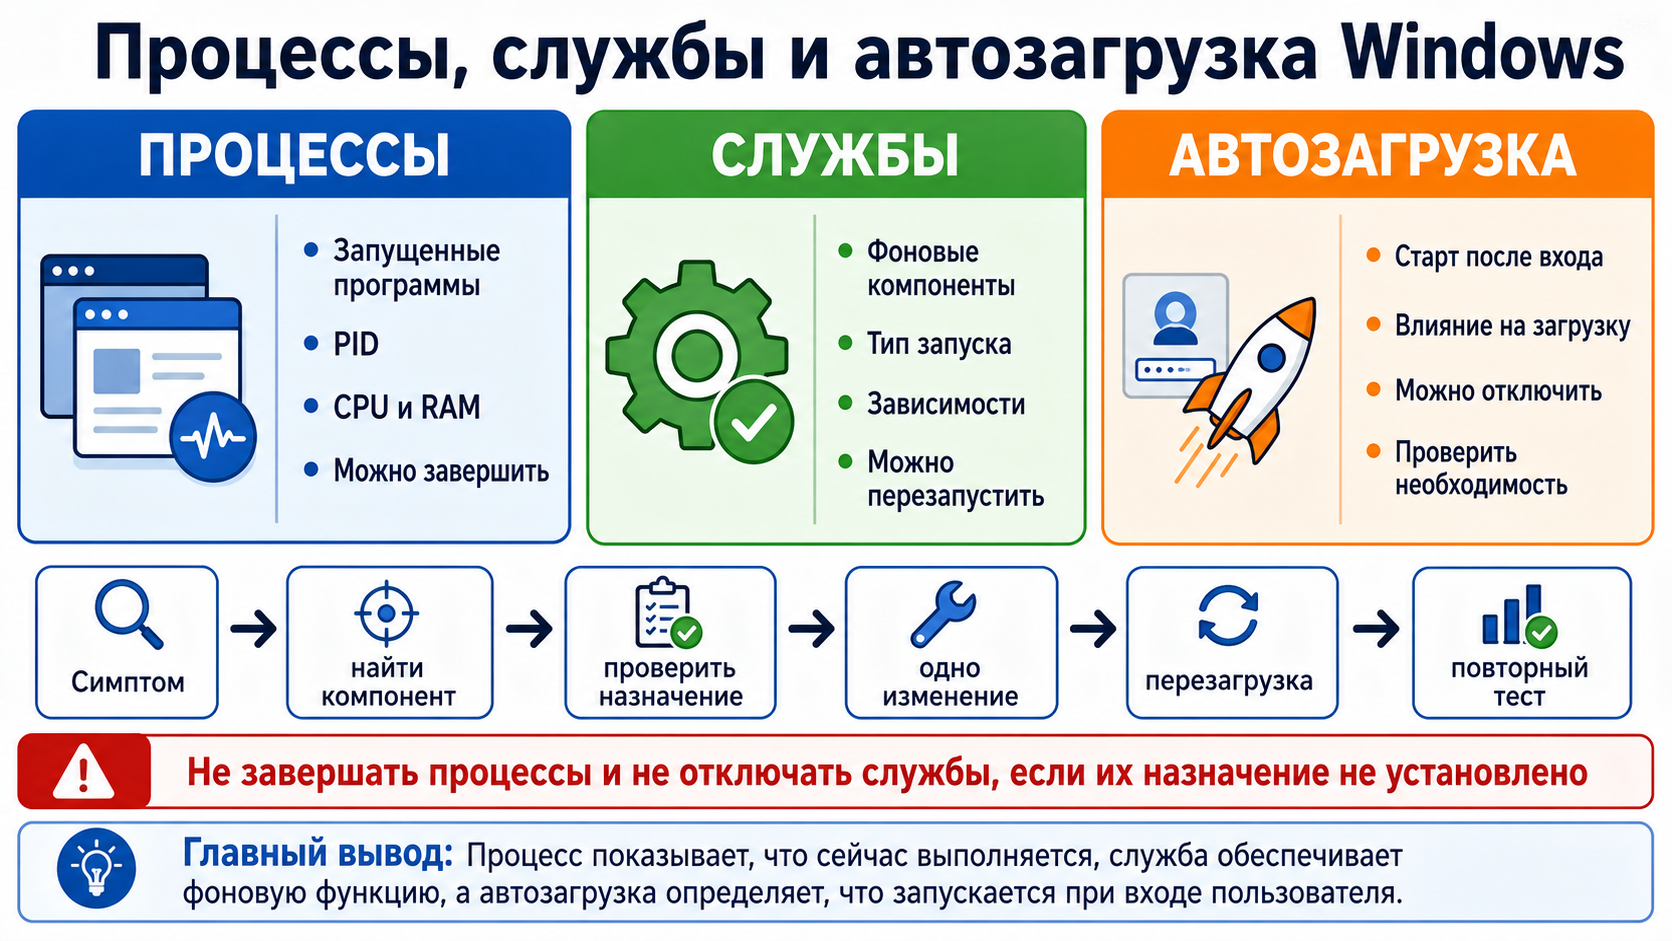 Процессы, службы и автозагрузка Windows
ПРОЦЕССЫ
Запущенные
программы
PID
CPU и RAM
Можно завершить
СЛУЖБЫ
Фоновые
компоненты
Тип запуска
Зависимости
Можно
перезапустить
АВТОЗАГРУЗКА
Старт после входа
Влияние на загрузку
Можно отключить
Проверить
необходимость
Симптом
найти
компонент
проверить
назначение
одно
изменение
перезагрузка
повторный
тест
Не завершать процессы и не отключать службы, если их назначение не установлено
Главный вывод: Процесс показывает, что сейчас выполняется, служба обеспечивает
фоновую функцию, а автозагрузка определяет, что запускается при входе пользователя.